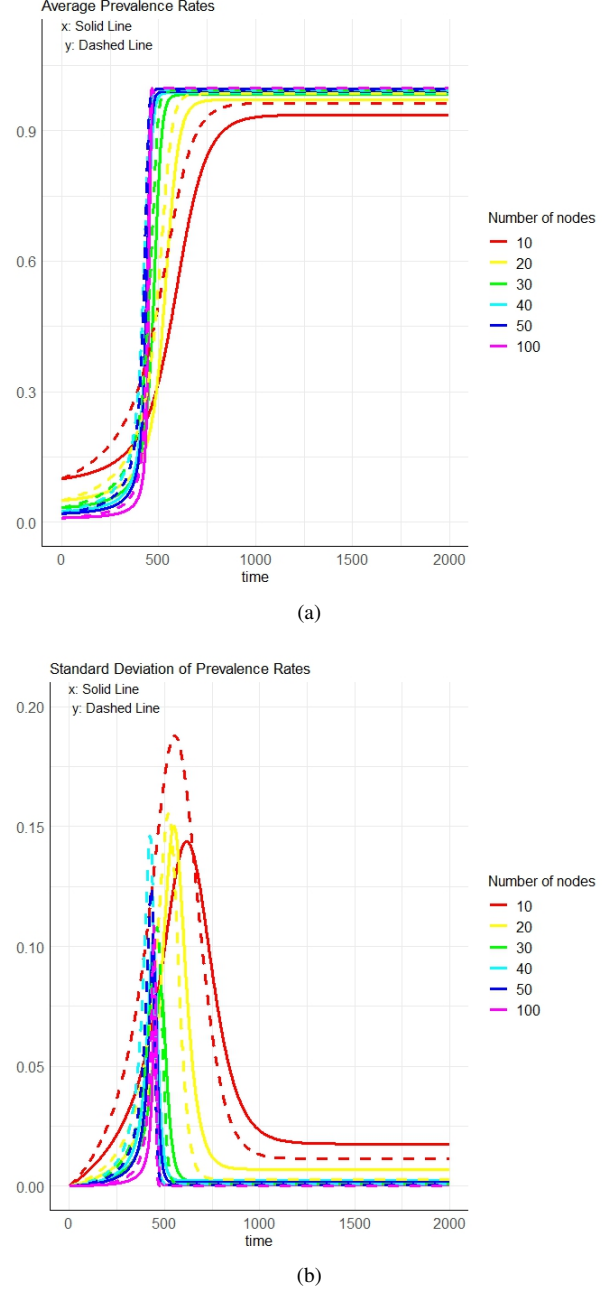 Average Prevalence Rates
x: Solid Line
y: Dashed Line
0.9
0.6
0.3
0.0
0 500 1000 1500 2000
time
Number of nodes
10
20
30
40
50
100
(a)
Standard Deviation of Prevalence Rates
x: Solid Line
y: Dashed Line
0.20
0.15
0.10
0.05
0.00
0 500 1000 1500 2000
time
Number of nodes
10
20
30
40
50
100
(b)